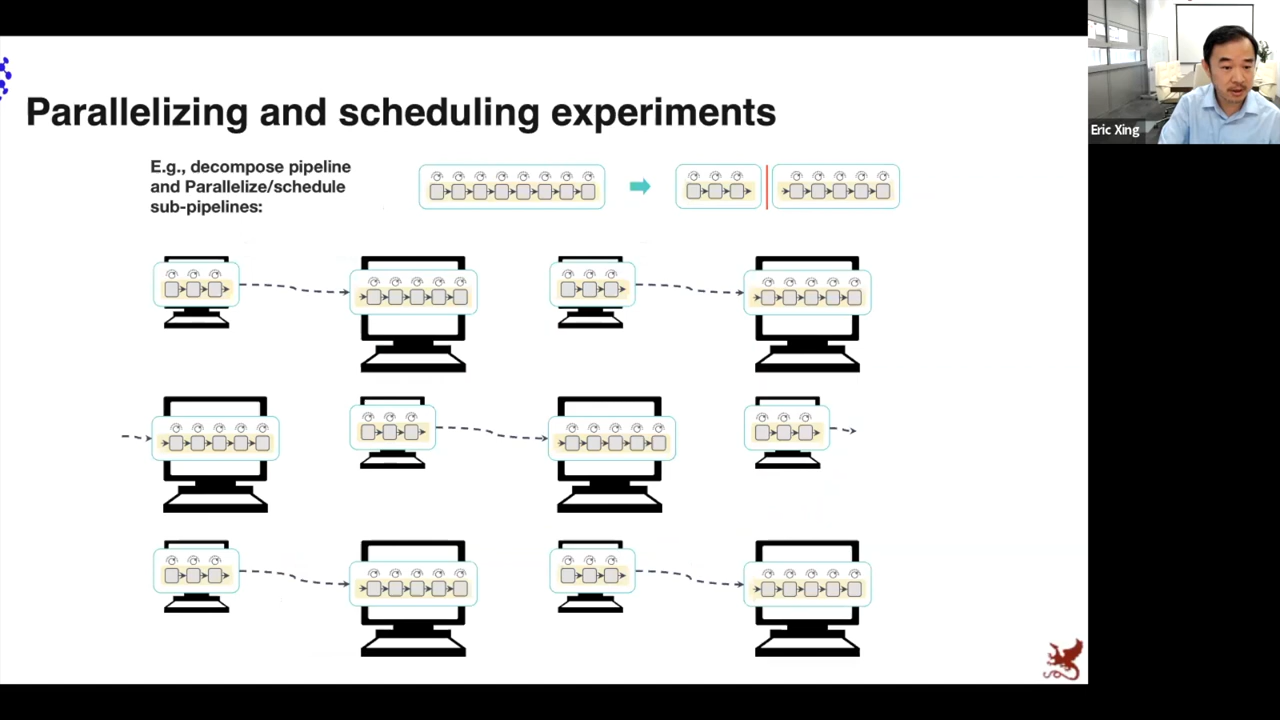 Parallelizing and scheduling experiments
E.g., decompose pipeline
and Parallelize/schedule
sub-pipelines:
Eric Xing